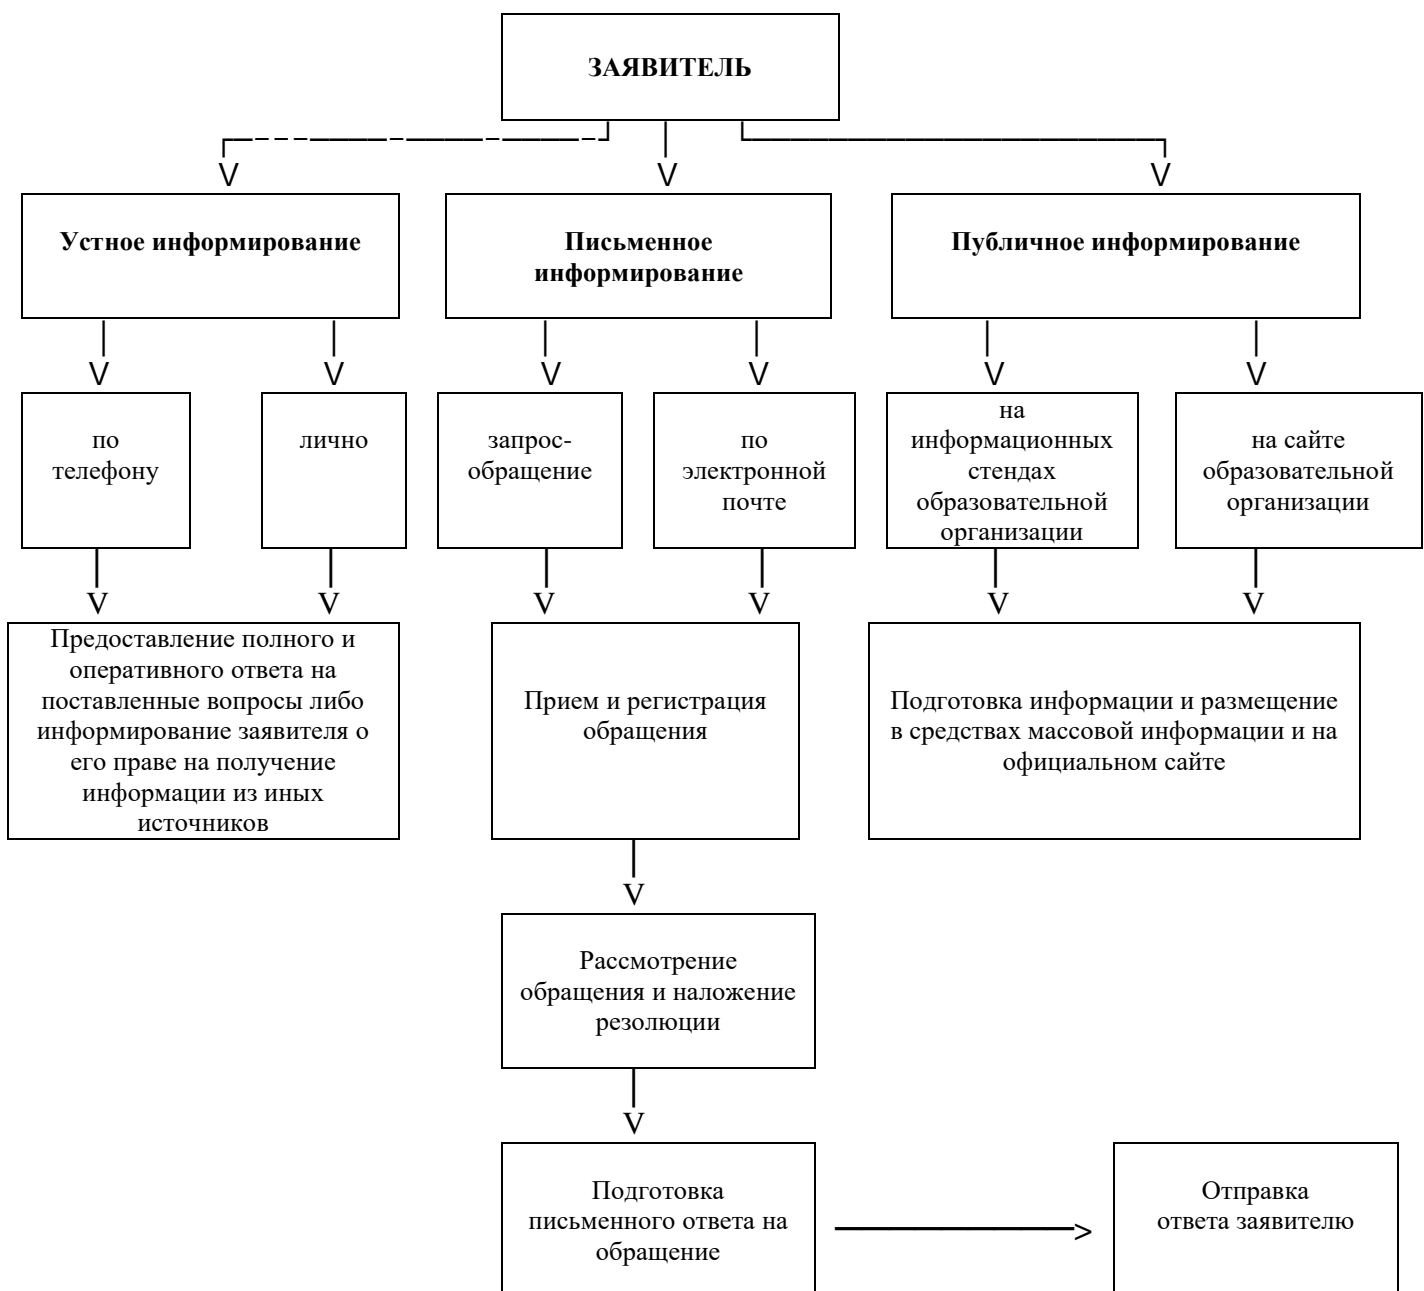 ЗАЯВИТЕЛЬ
Устное информирование
Письменное
информирование
Публичное информирование
по
телефону
лично
запрос-
обращение
по
электронной
почте
на
информационных
стендах
образовательной
организации
на сайте
образовательной
организации
Предоставление полного и
оперативного ответа на
поставленные вопросы либо
информирование заявителя о
его праве на получение
информации из иных
источников
Прием и регистрация
обращения
Подготовка информации и размещение
в средствах массовой информации и на
официальном сайте
Рассмотрение
обращения и наложение
резолюции
Подготовка
письменного ответа на
обращение
Отправка
ответа заявителю